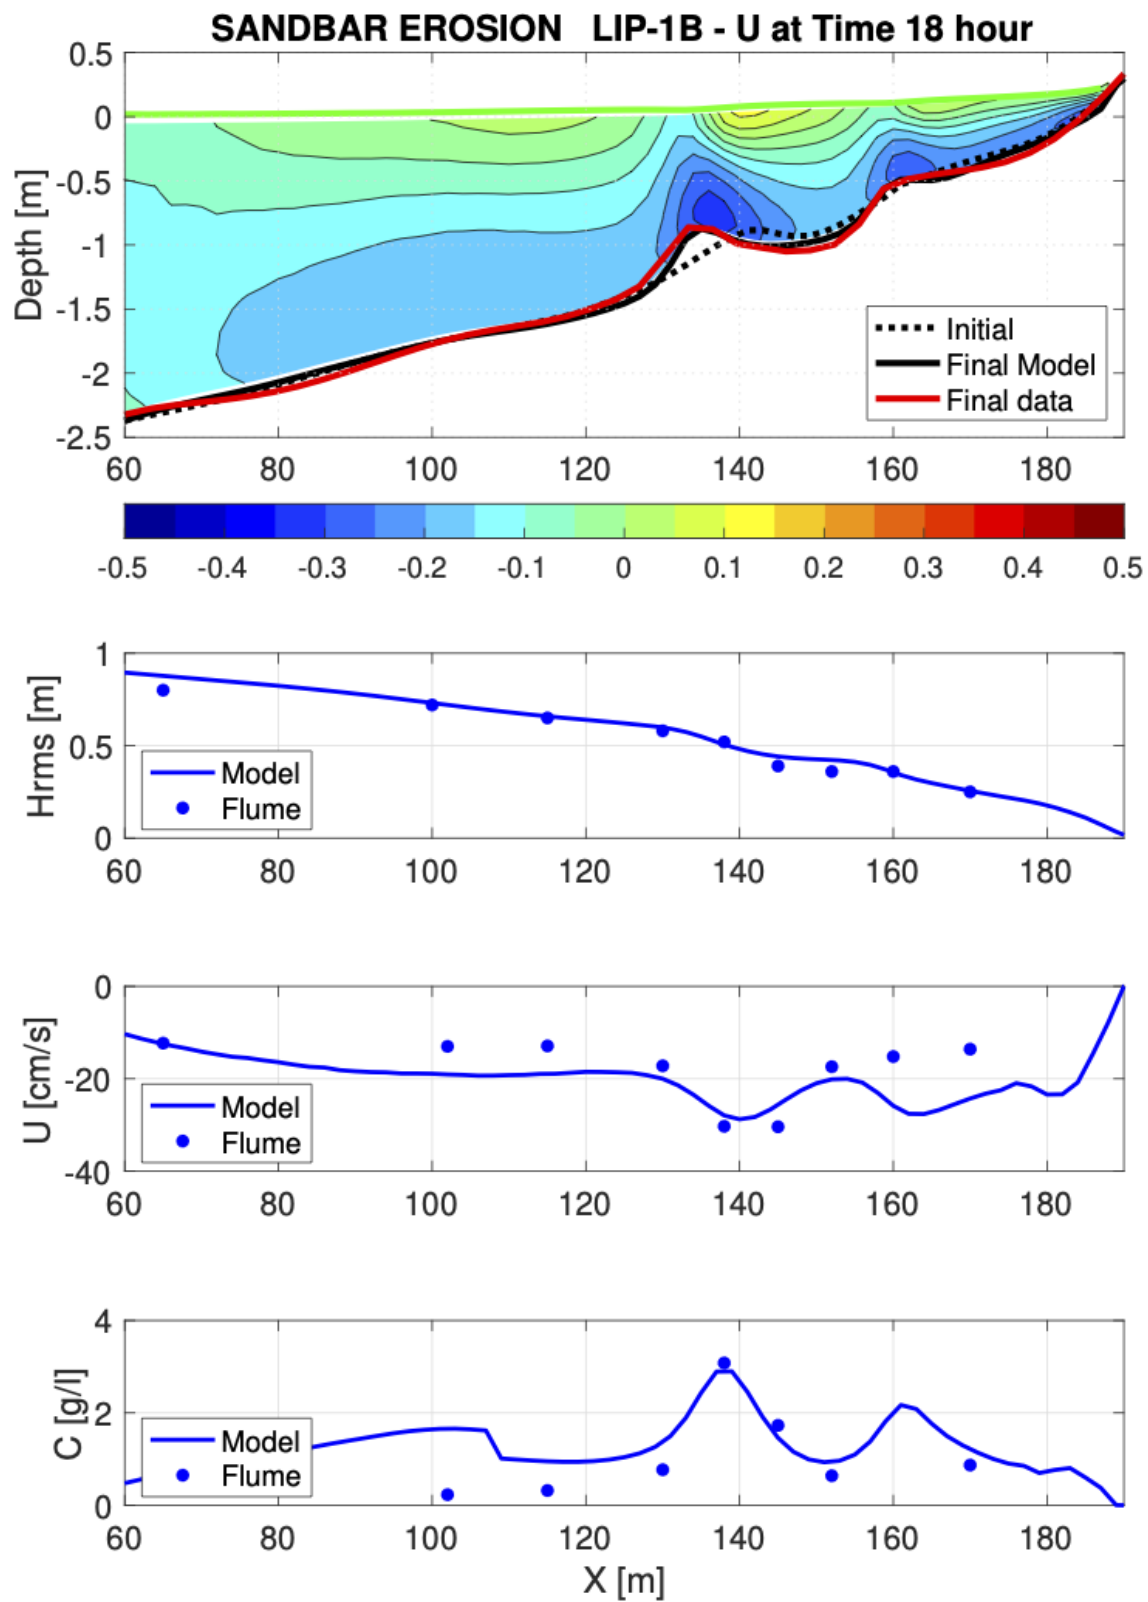 SANDBAR EROSION LIP-1B - U at Time 18 hour
0.5
0
-0.5
-1
-1.5
-2
-2.5
Depth [m]
Initial
Final Model
Final data
60 80 100 120 140 160 180
-0.5 -0.4 -0.3 -0.2 -0.1 0 0.1 0.2 0.3 0.4 0.5
1
0.5
0
Hrms [m]
Model
Flume
60 80 100 120 140 160 180
0
-20
-40
U [cm/s]
Model
Flume
60 80 100 120 140 160 180
4
2
0
C [g/l]
Model
Flume
60 80 100 120 140 160 180
X [m]